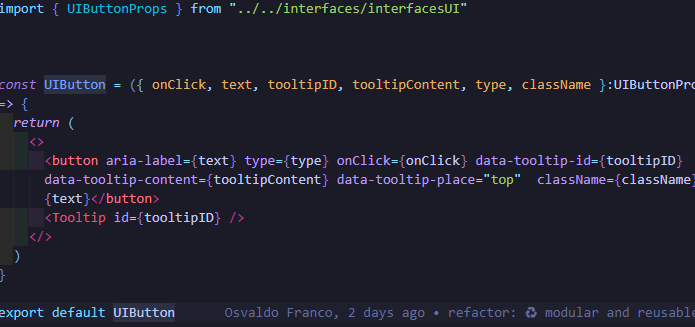 import { UIButtonProps } from "../../interfaces/interfacesUI"
const UIButton = ({ onClick, text, tooltipID, tooltipContent, type, className }:UIButtonPro
=> {
return (
<>
<button aria-label={text} type={type} onClick={onClick} data-tooltip-id={tooltipID}
data-tooltip-content={tooltipContent} data-tooltip-place="top" className={className}
{text}</button>
<Tooltip id={tooltipID} />
</>
)
}
export default UIButton Osvaldo Franco, 2 days ago • refactor: ♻ modular and reusable